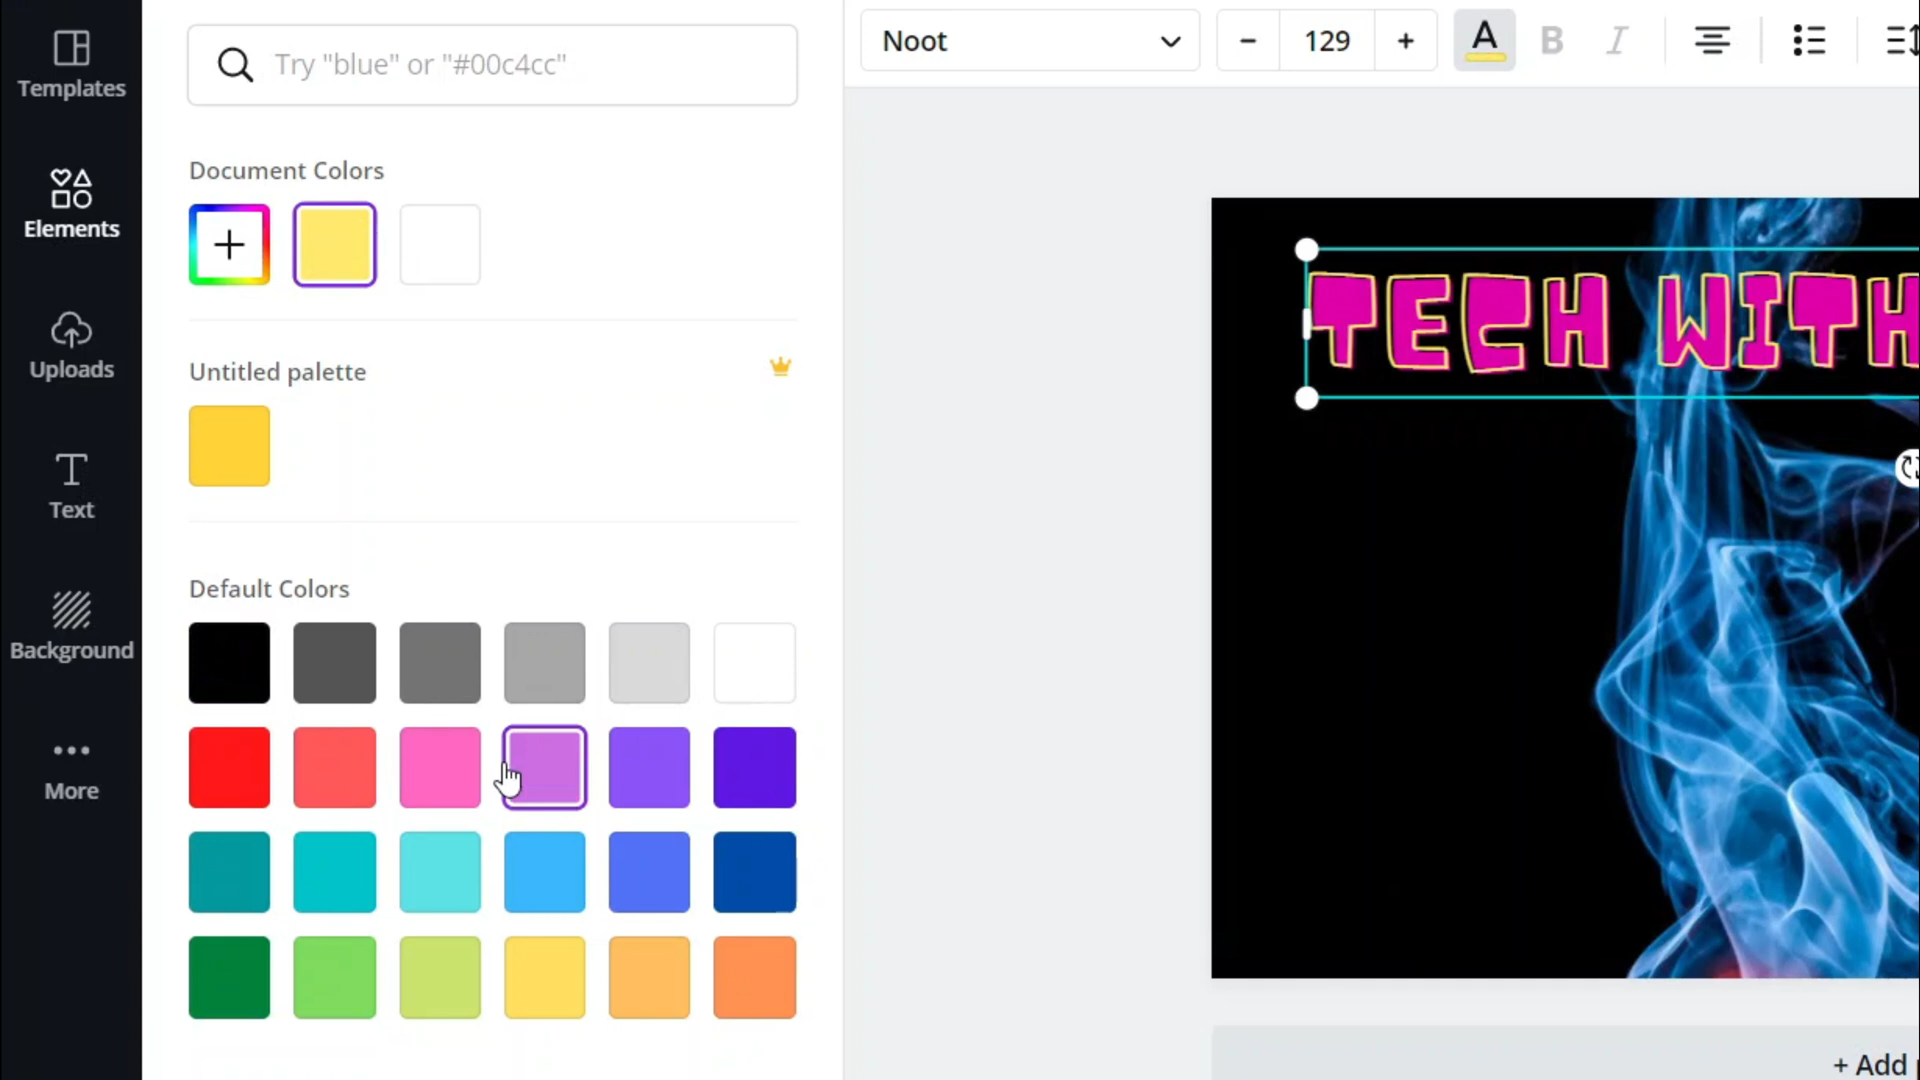 Templates
Elements
Uploads
Text
Background
More
Try "blue" or "#00c4cc"
Document Colors
+
Untitled palette
Default Colors
Noot
- 129 +
A B I
TECH WITH
+ Add